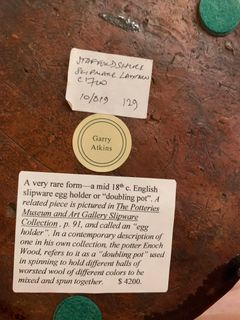 STAFFORDSHIRE
SLIPWARE LANTERN
C 1700
10/019 129
Garry
Atkins
A very rare form—a mid 18th c. English
slipware egg holder or “doubling pot”. A
related piece is pictured in The Potteries
Museum and Art Gallery Slipware
Collection, p. 91, and called an “egg
holder”. In a contemporary description of
one in his own collection, the potter Enoch
Wood, refers to it as a “doubling pot” used
in spinning to hold different balls of
worsted wool of different colors to be
mixed and spun together. $ 4200.